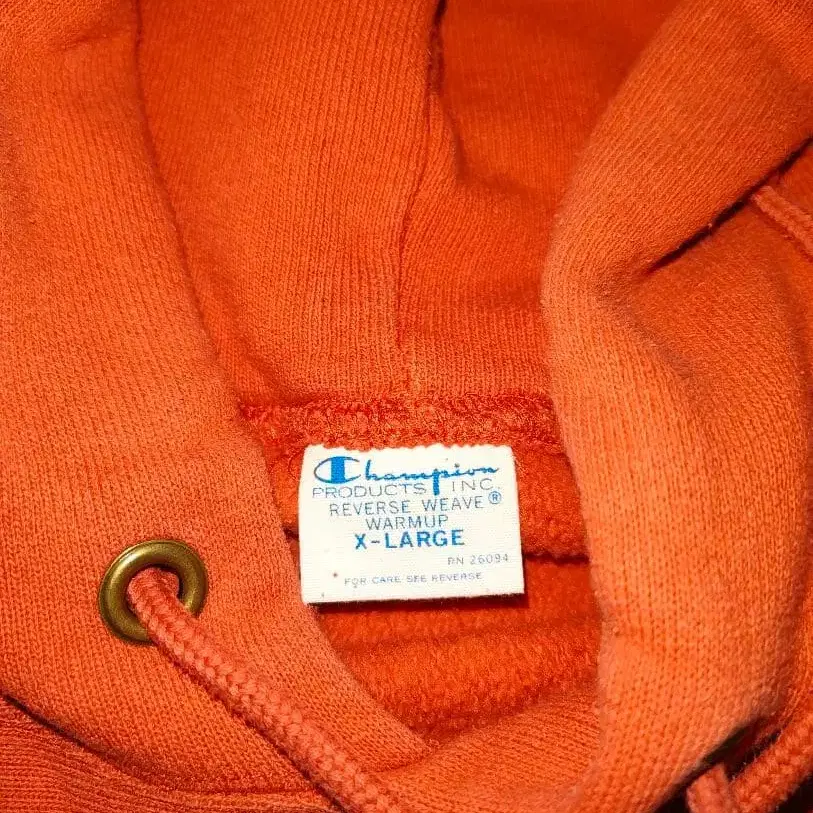 Champion
PRODUCTS INC.
REVERSE WEAVE®
WARMUP
X-LARGE
RN 26094
FOR CARE SEE REVERSE